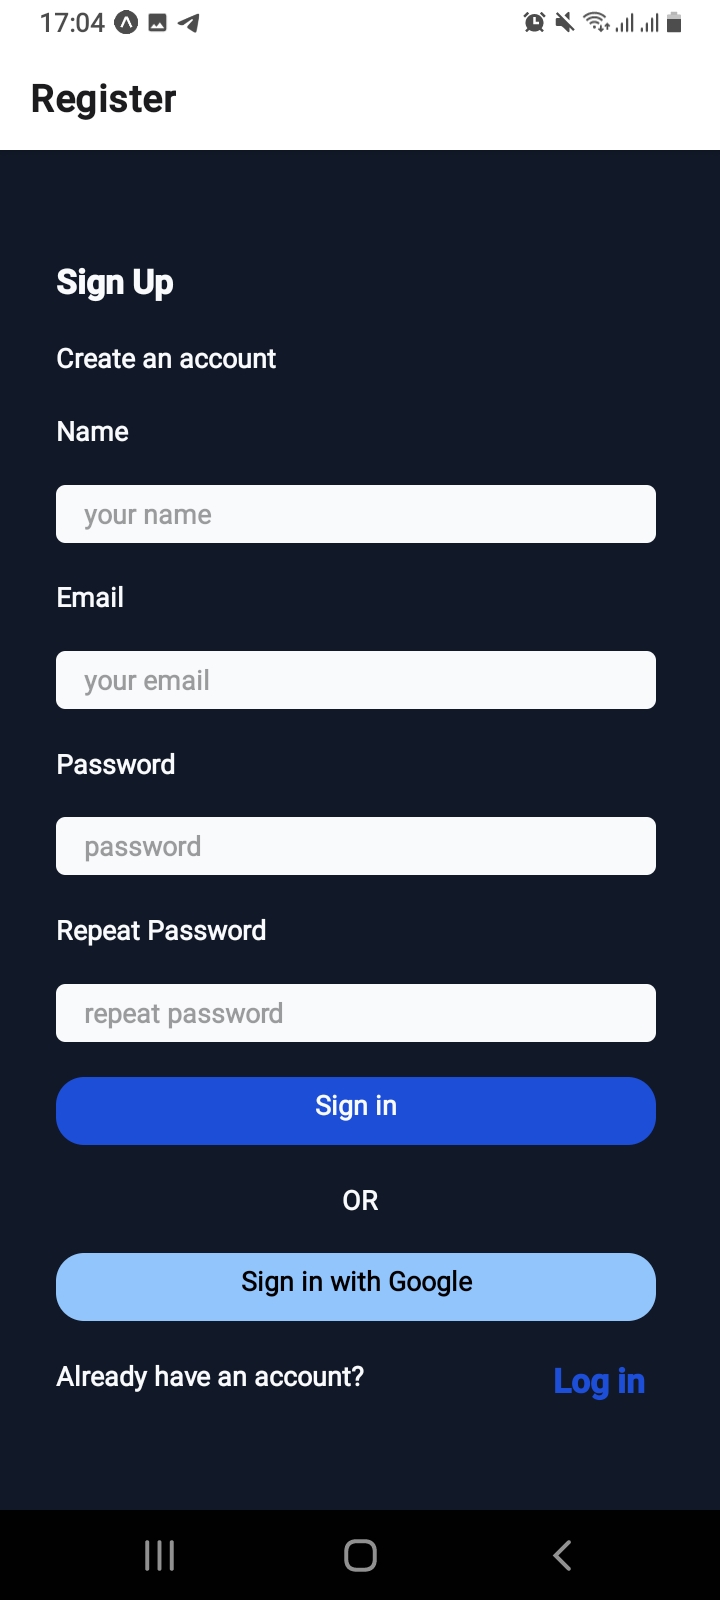 17:04
Register
Sign Up
Create an account
Name
your name
Email
your email
Password
password
Repeat Password
repeat password
Sign in
OR
Sign in with Google
Already have an account?
Log in